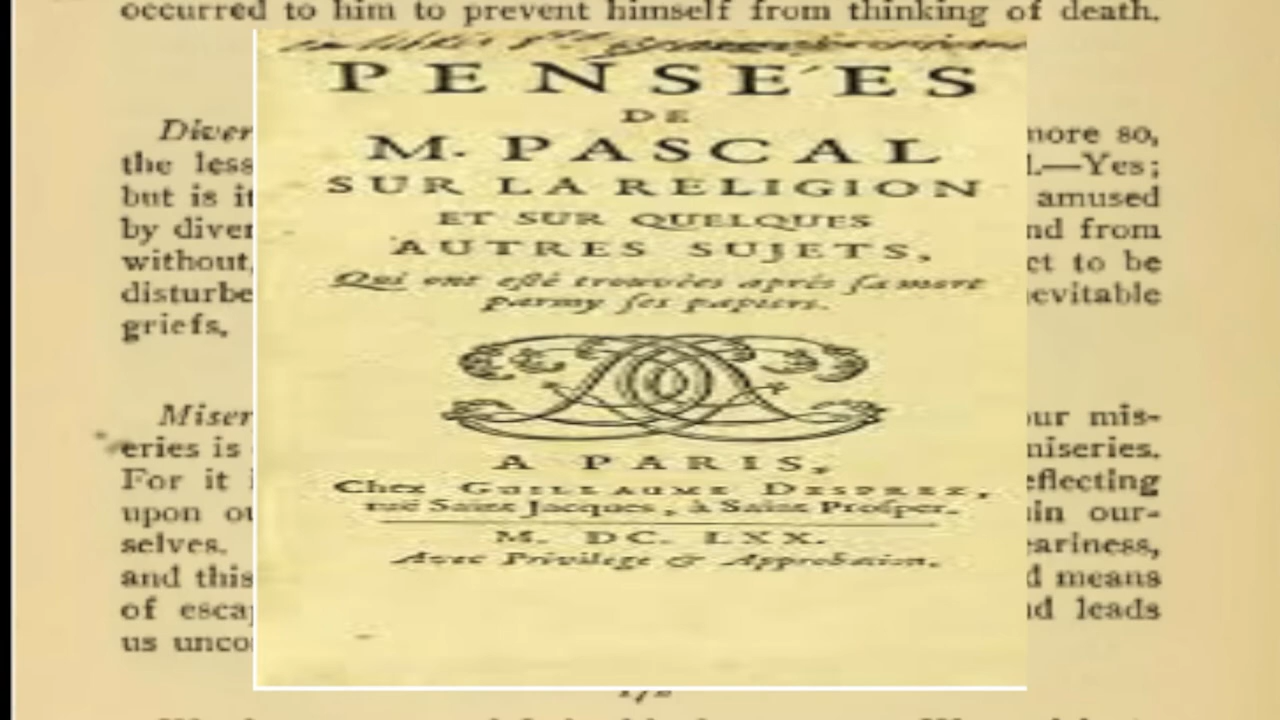 occurred to him to prevent himself from thinking of death.
PENSE'ES
DE
M. PASCAL
SUR LA RELIGION
ET SUR QUELQUES
AUTRES SUJETS,
Qui ont esté trouvées aprés sa mort
parmy ses papiers.
A PARIS,
Chez GUILLAUME DESPREZ,
ruë Saint Jacques, à Saint Prosper.
M. DC. LXX.
Avec Privilege & Approbation.
Diver
more so,
the less
—Yes;
but is it
amused
by diver
nd from
without,
ct to be
disturbe
evitable
griefs.
Miser
ur mis-
eries is
miseries.
For it
eflecting
upon ou
in our-
selves.
eariness,
and this
d means
of esca
nd leads
us unco